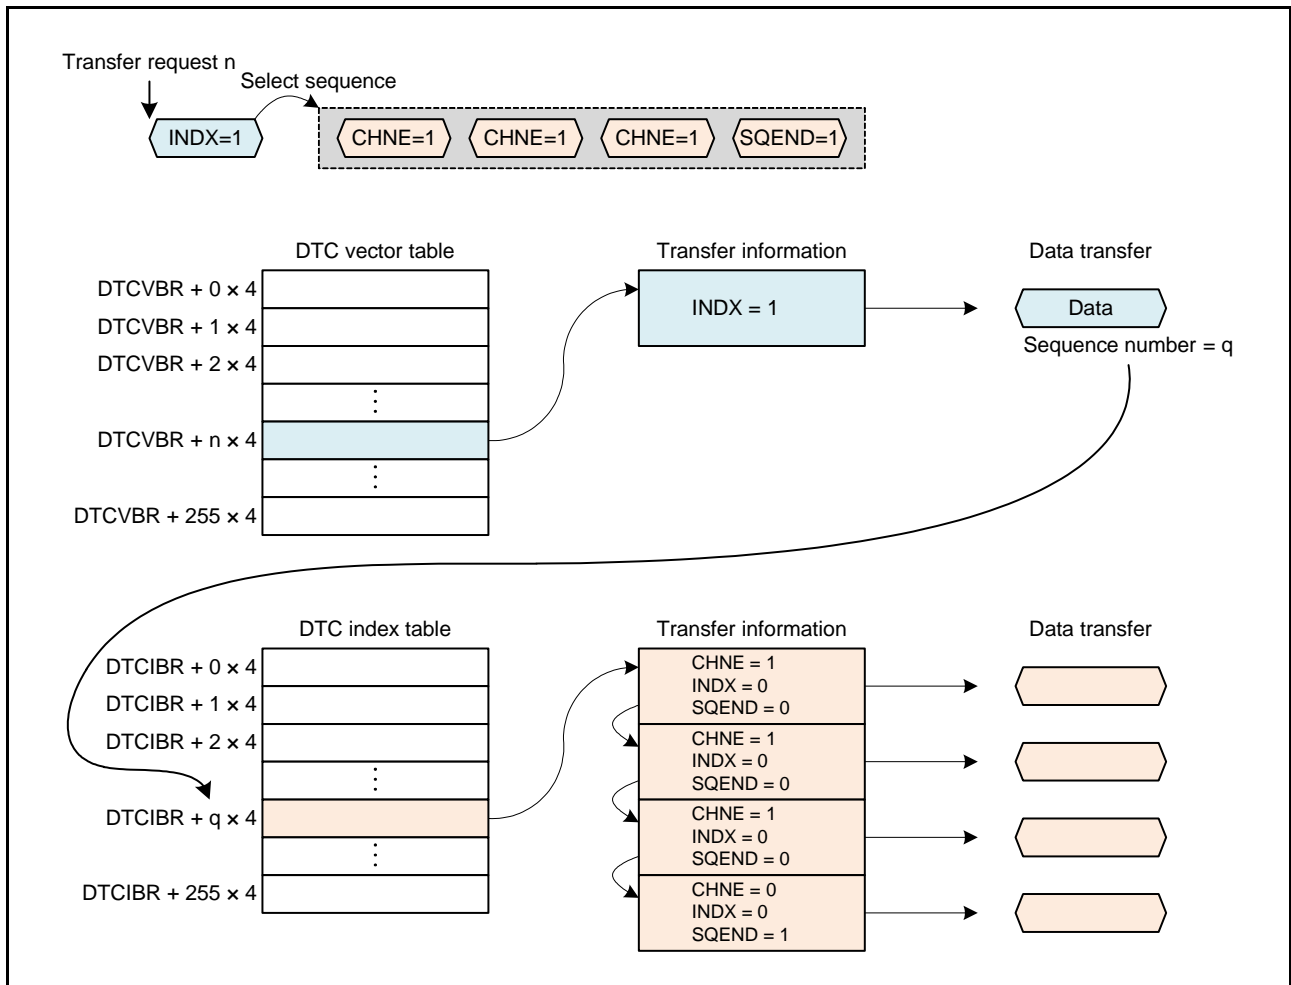 Transfer request n
Select sequence
INDX=1
CHNE=1
CHNE=1
CHNE=1
SQEND=1
DTC vector table
Transfer information
Data transfer
DTCVBR + 0 × 4
DTCVBR + 1 × 4
DTCVBR + 2 × 4
⋮
DTCVBR + n × 4
⋮
DTCVBR + 255 × 4
INDX = 1
Data
Sequence number = q
DTC index table
Transfer information
Data transfer
DTCIBR + 0 × 4
DTCIBR + 1 × 4
DTCIBR + 2 × 4
⋮
DTCIBR + q × 4
⋮
DTCIBR + 255 × 4
CHNE = 1
INDX = 0
SQEND = 0
CHNE = 1
INDX = 0
SQEND = 0
CHNE = 1
INDX = 0
SQEND = 0
CHNE = 0
INDX = 0
SQEND = 1